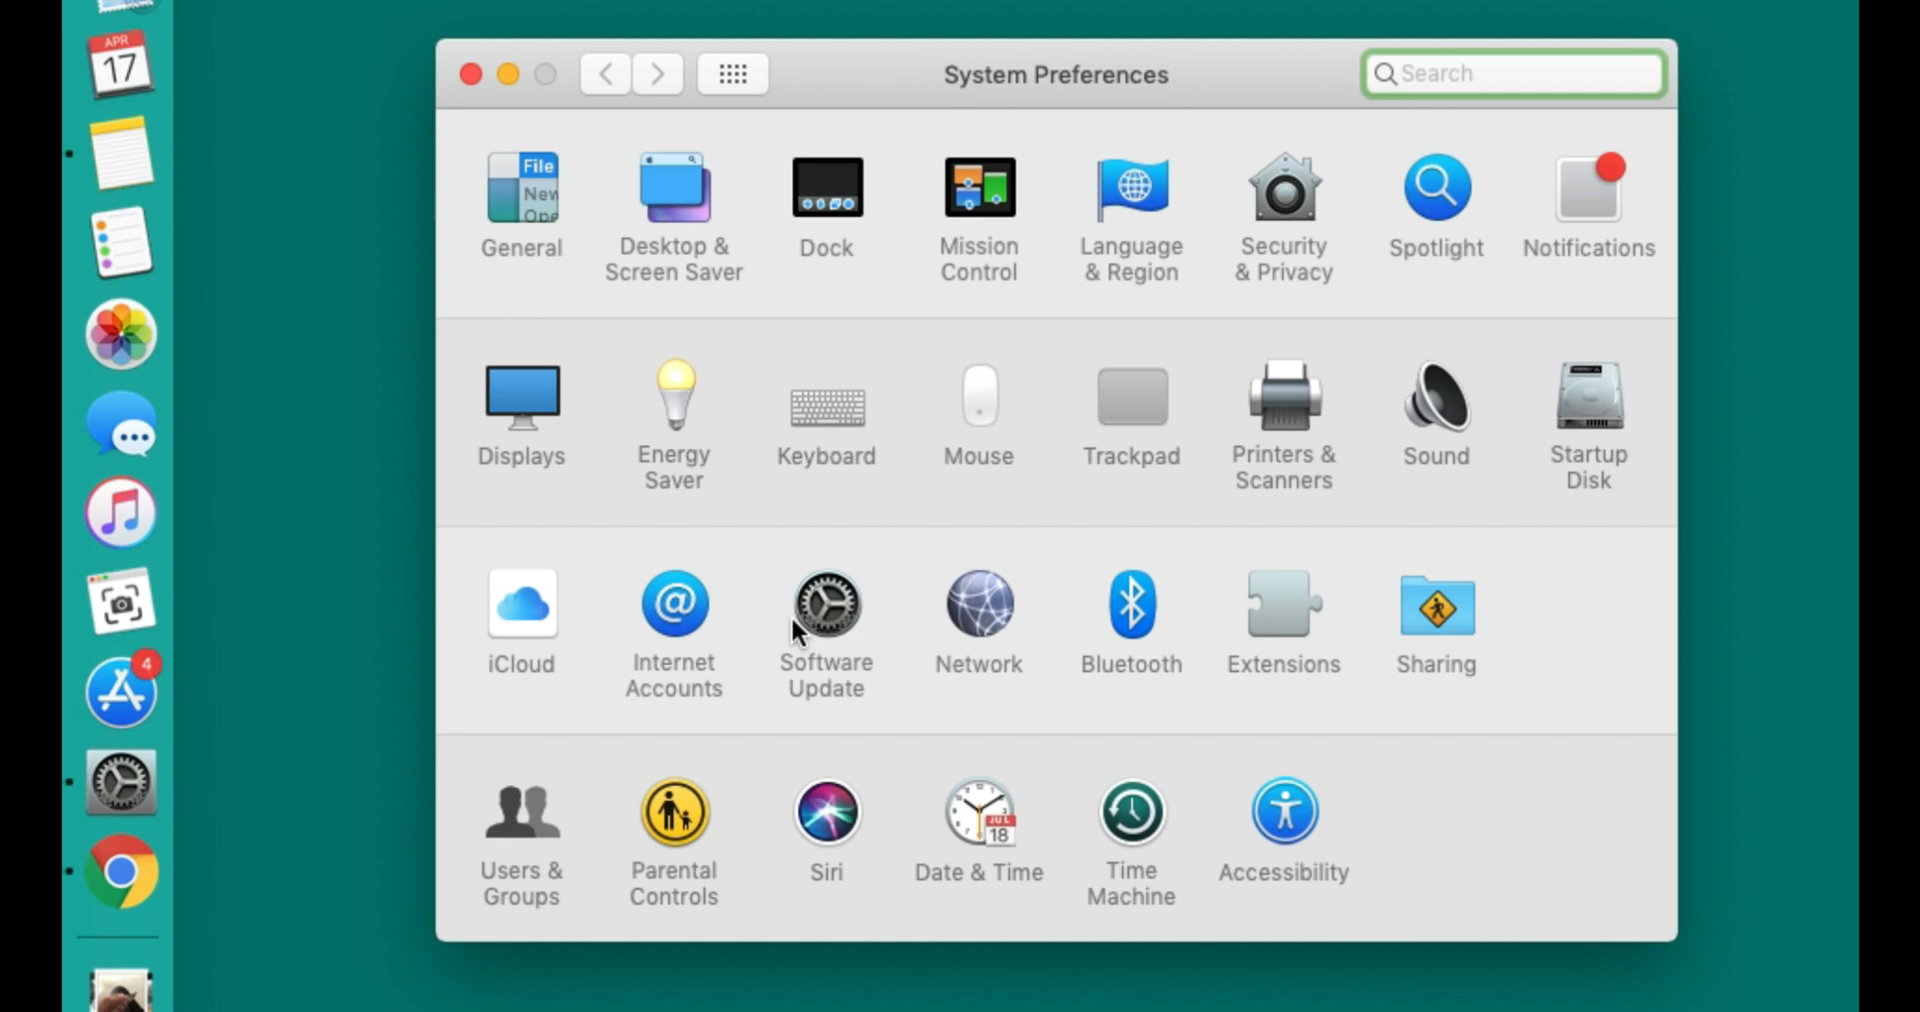 APR
17
System Preferences
Search
File
New
Ope
General
Desktop &
Screen Saver
Dock
Mission
Control
Language
& Region
Security
& Privacy
Spotlight
Notifications
Displays
Energy
Saver
Keyboard
Mouse
Trackpad
Printers &
Scanners
Sound
Startup
Disk
@
iCloud
Internet
Accounts
Software
Update
Network
Bluetooth
Extensions
Sharing
4
JUL
18
Users &
Groups
Parental
Controls
Siri
Date & Time
Time
Machine
Accessibility